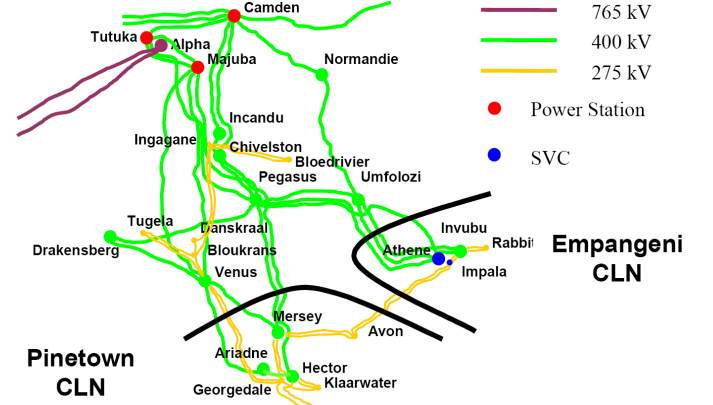 Camden
765 kV
Tutuka
Alpha
400 kV
Majuba
Normandie
275 kV
Power Station
Incandu
Ingagane
Chivelston
Bloedrivier
SVC
Pegasus
Umfolozi
Tugela
Danskraal
Invubu
Drakensberg
Bloukrans
Athene
Rabbit
Empangeni
CLN
Venus
Impala
Mersey
Avon
Pinetown
CLN
Ariadne
Hector
Georgedale
Klaarwater